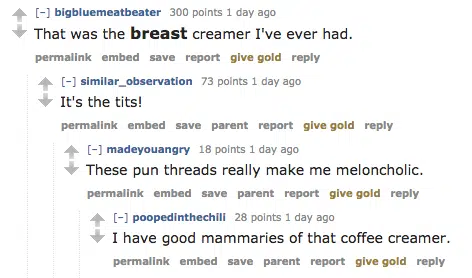 [–] bigbluemeatbeater 300 points 1 day ago
That was the breast creamer I've ever had.
permalink embed save report give gold reply
[–] similar_observation 73 points 1 day ago
It's the tits!
permalink embed save parent report give gold reply
[–] madeyouangry 18 points 1 day ago
These pun threads really make me meloncholic.
permalink embed save parent report give gold reply
[–] poopedinthechili 28 points 1 day ago
I have good mammaries of that coffee creamer.
permalink embed save parent report give gold reply